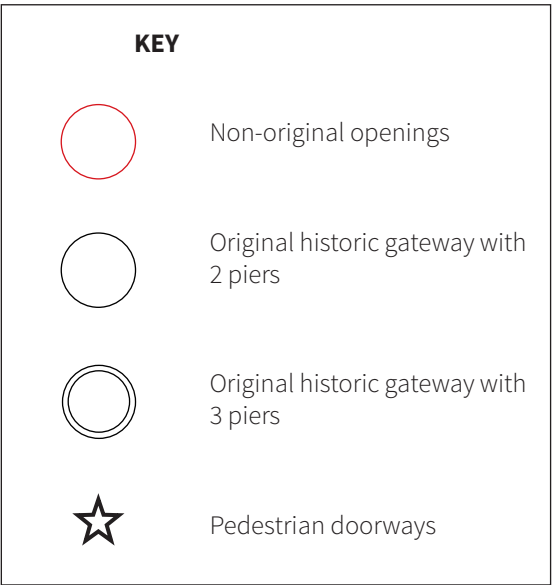 KEY
Non-original openings
Original historic gateway with
2 piers
Original historic gateway with
3 piers
Pedestrian doorways